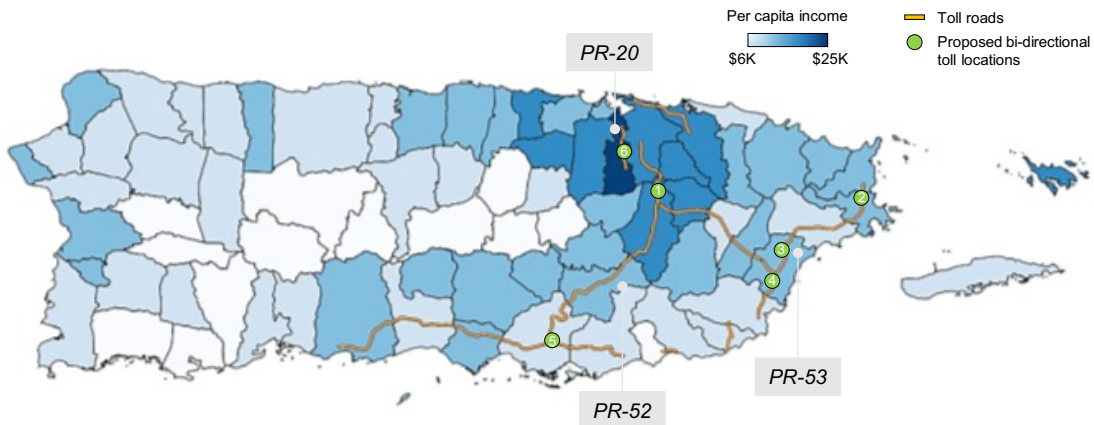 Per capita income
$6K
$25K
Toll roads
Proposed bi-directional
toll locations
PR-20
6
1
2
3
4
5
PR-53
PR-52